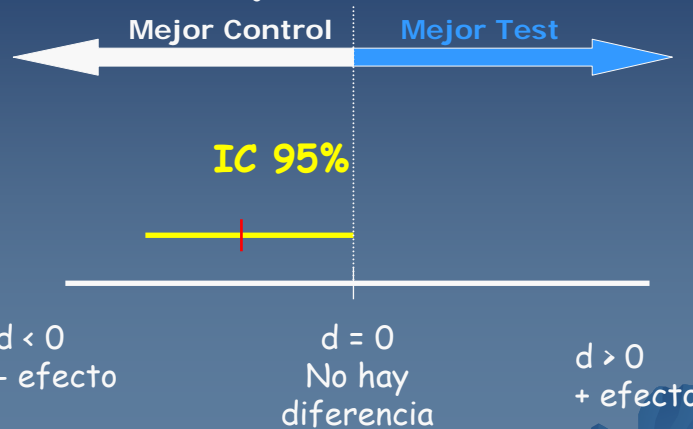 Mejor Control Mejor Test
IC 95%
d < 0
- efecto
d = 0
No hay
diferencia
d > 0
+ efecto